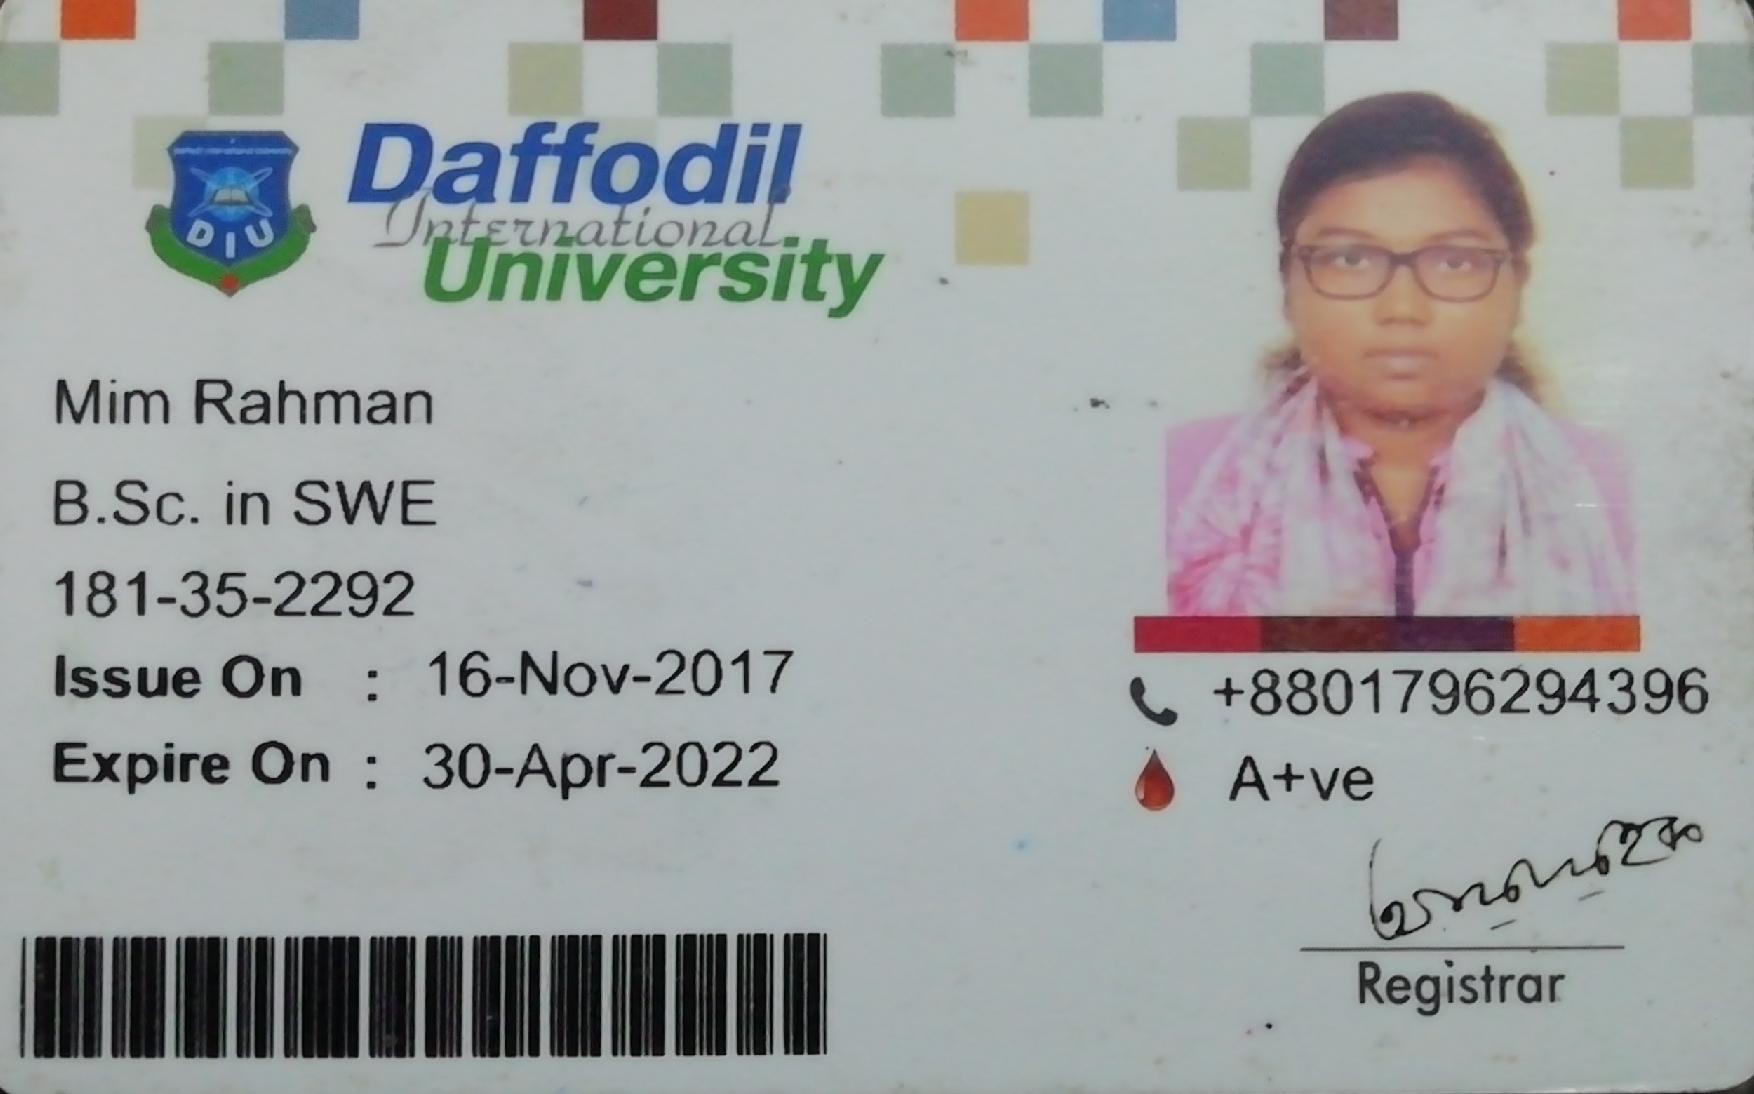 DIU
Daffodil
International
University
Mim Rahman
B.Sc. in SWE
181-35-2292
Issue On : 16-Nov-2017
Expire On : 30-Apr-2022
+8801796294396
A+ve
Registrar